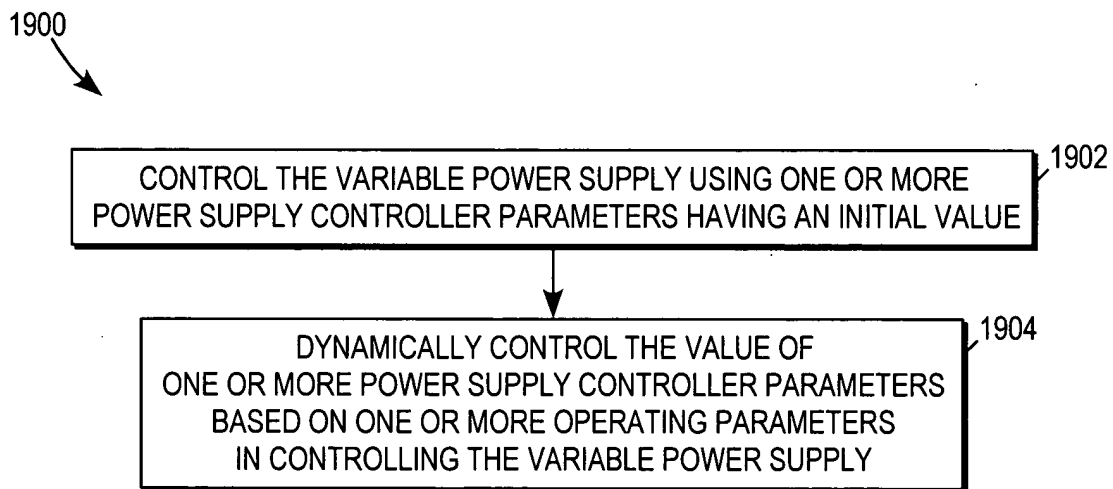 1900
1902
CONTROL THE VARIABLE POWER SUPPLY USING ONE OR MORE
POWER SUPPLY CONTROLLER PARAMETERS HAVING AN INITIAL VALUE
1904
DYNAMICALLY CONTROL THE VALUE OF
ONE OR MORE POWER SUPPLY CONTROLLER PARAMETERS
BASED ON ONE OR MORE OPERATING PARAMETERS
IN CONTROLLING THE VARIABLE POWER SUPPLY